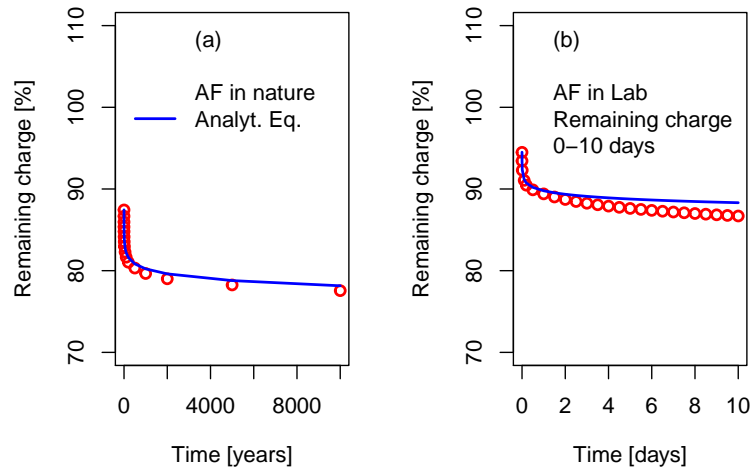 (a)
AF in nature
Analyt. Eq.
Remaining charge [%]
70
80
90
100
110
0
4000
8000
Time [years]
(b)
AF in Lab
Remaining charge
0−10 days
Remaining charge [%]
70
80
90
100
110
0
2
4
6
8
10
Time [days]